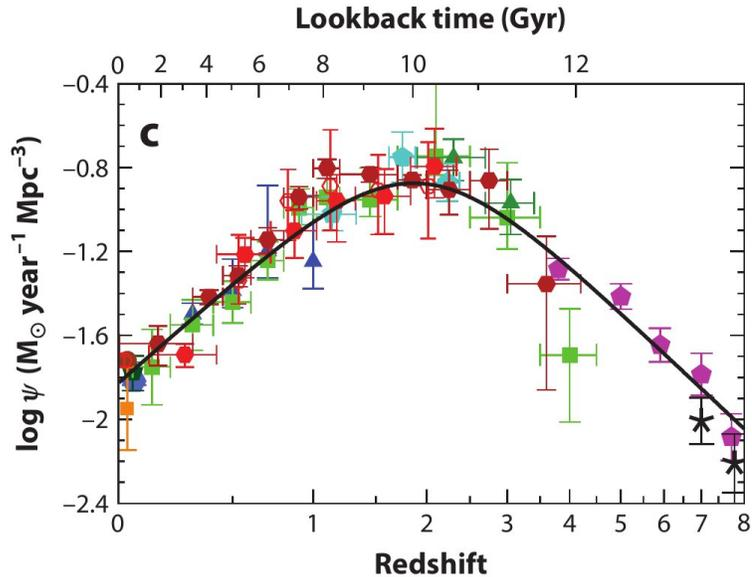 Lookback time (Gyr)
0 2 4 6 8 10 12
−0.4
c
−0.8
−1.2
−1.6
−2
−2.4
log ψ (M⊙ year−1 Mpc−3)
0 1 2 3 4 5 6 7 8
Redshift